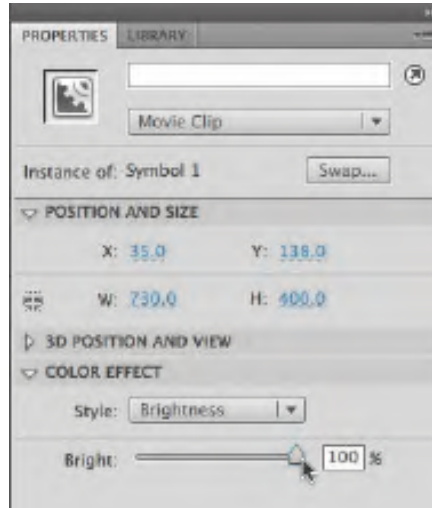 PROPERTIES LIBRARY
Movie Clip
Instance of: Symbol 1 Swap...
POSITION AND SIZE
X: 35.0 Y: 138.0
W: 730.0 H: 400.0
3D POSITION AND VIEW
COLOR EFFECT
Style: Brightness
Bright: 100 %